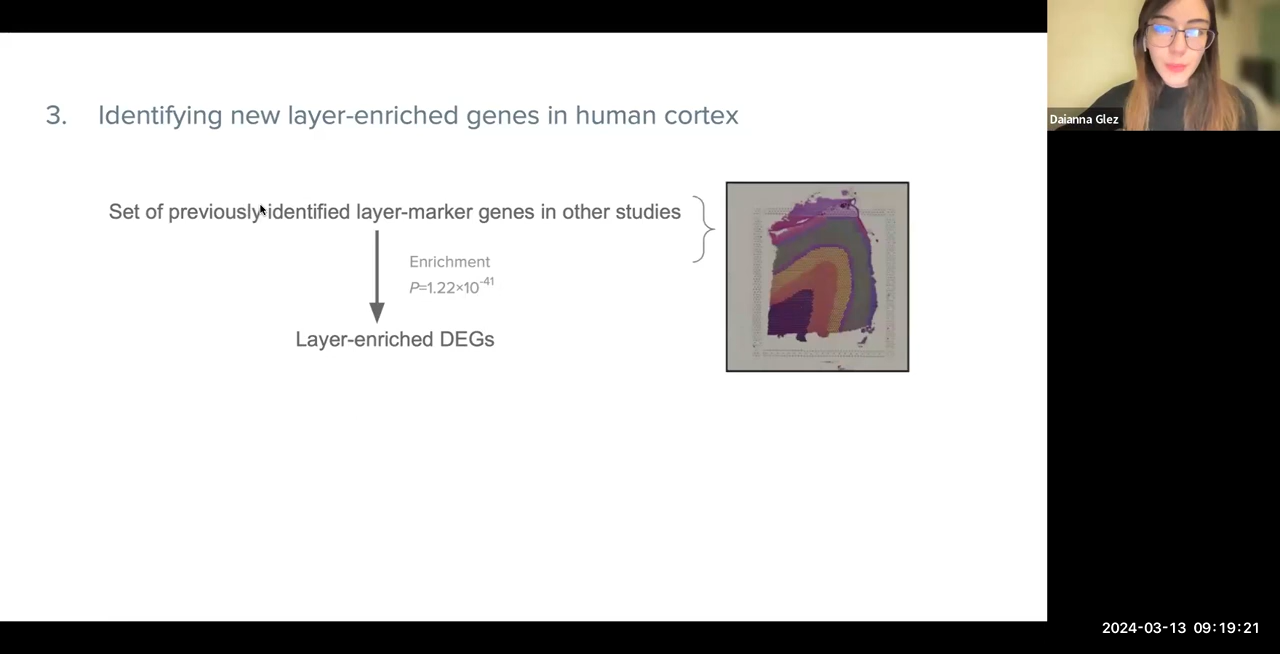 3. Identifying new layer-enriched genes in human cortex
Set of previously identified layer-marker genes in other studies
Enrichment
P=1.22×10⁻⁴¹
Layer-enriched DEGs
Daianna Glez
2024-03-13 09:19:21